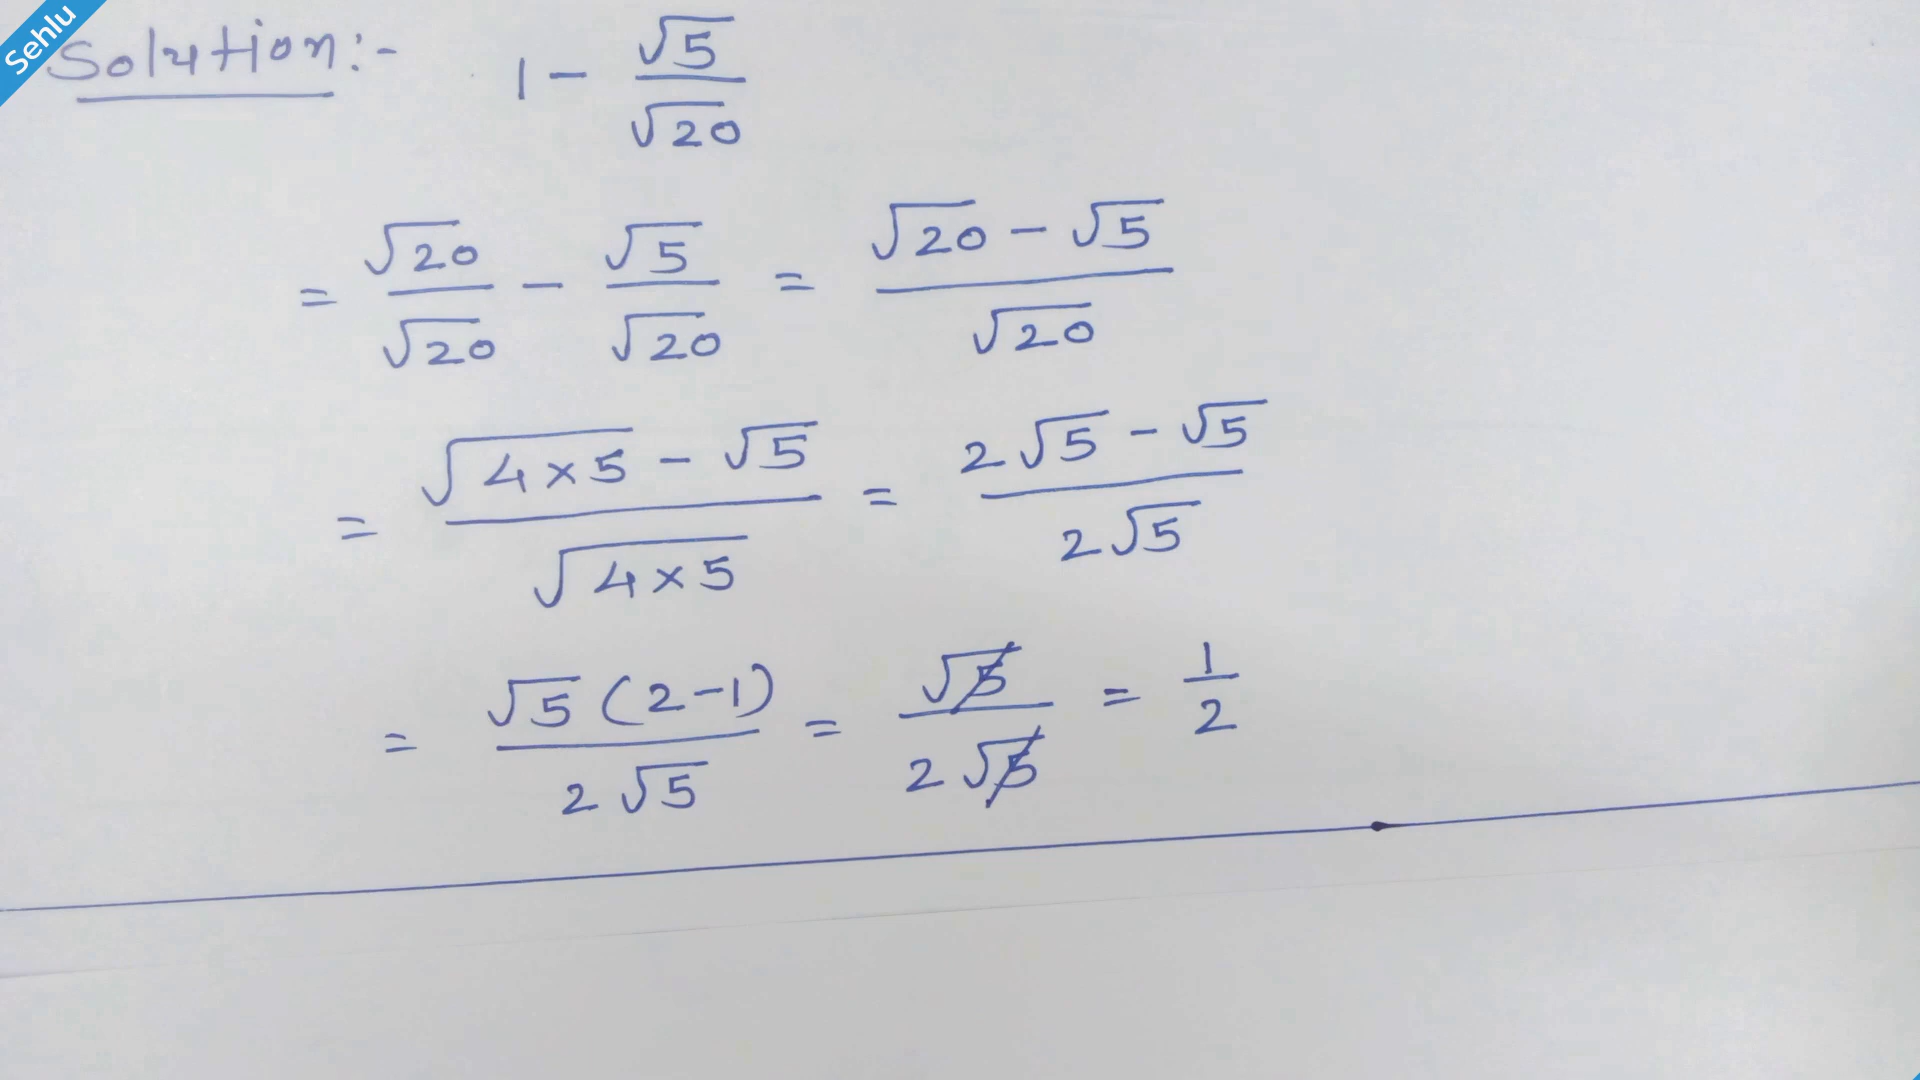 Sehlu
Solution:- 1 - √5/√20
= √20/√20 - √5/√20 = (√20 - √5)/√20
= (√(4×5) - √5)/√(4×5) = (2√5 - √5)/(2√5)
= √5(2-1)/(2√5) = √5/(2√5) = 1/2